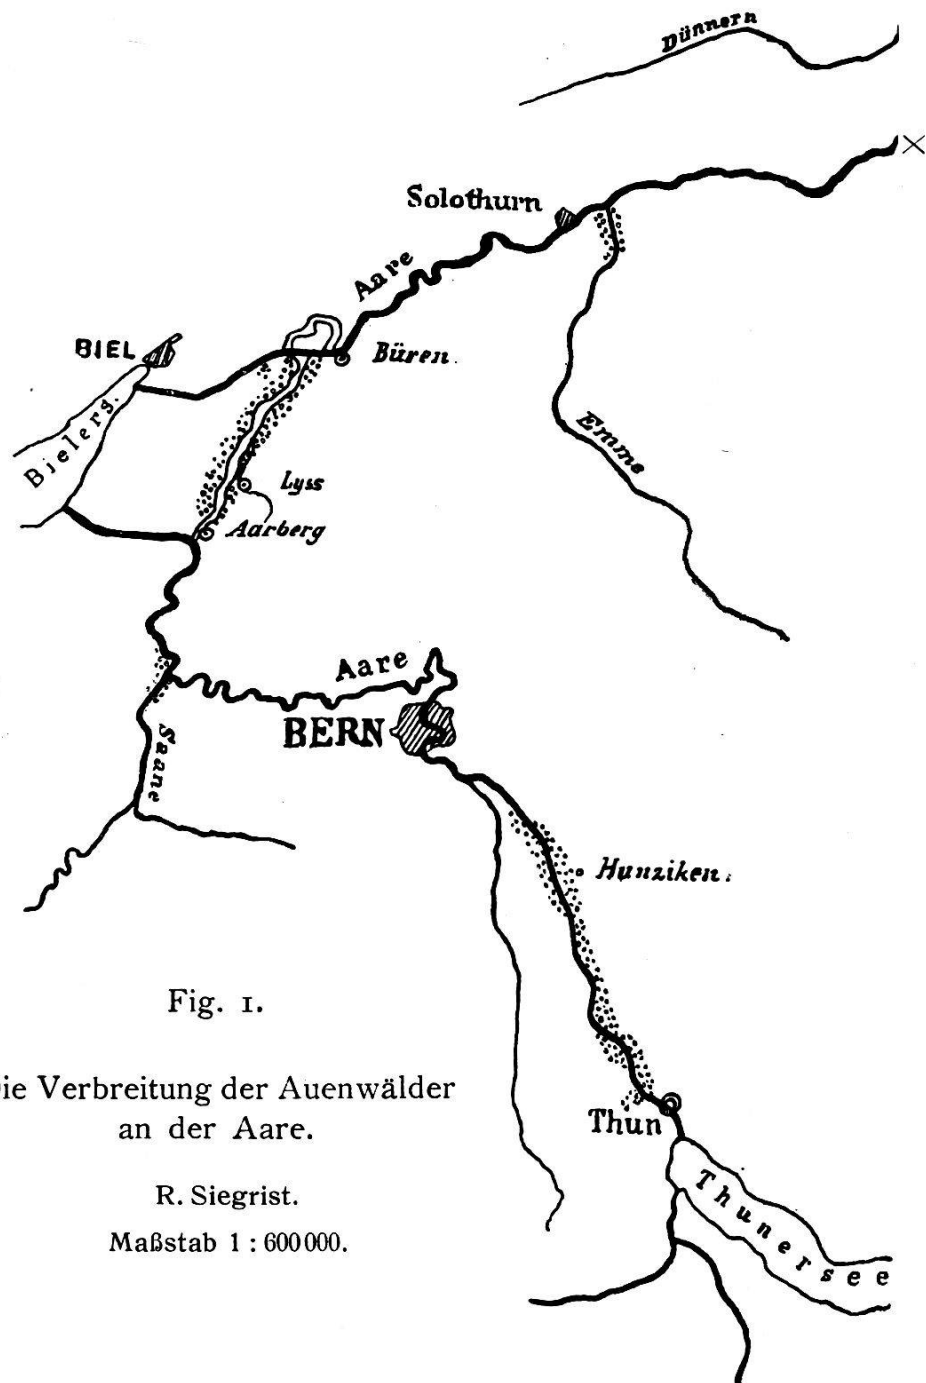 Dünnern
Solothurn
Aare
BIEL
Büren.
Bielers.
Emme
Lyss
Aarberg
Aare
BERN
Saane
Hunziken.
Fig. 1.
ie Verbreitung der Auenwälder
an der Aare.
Thun
R. Siegrist.
Thunersee
Maßstab 1 : 600 000.